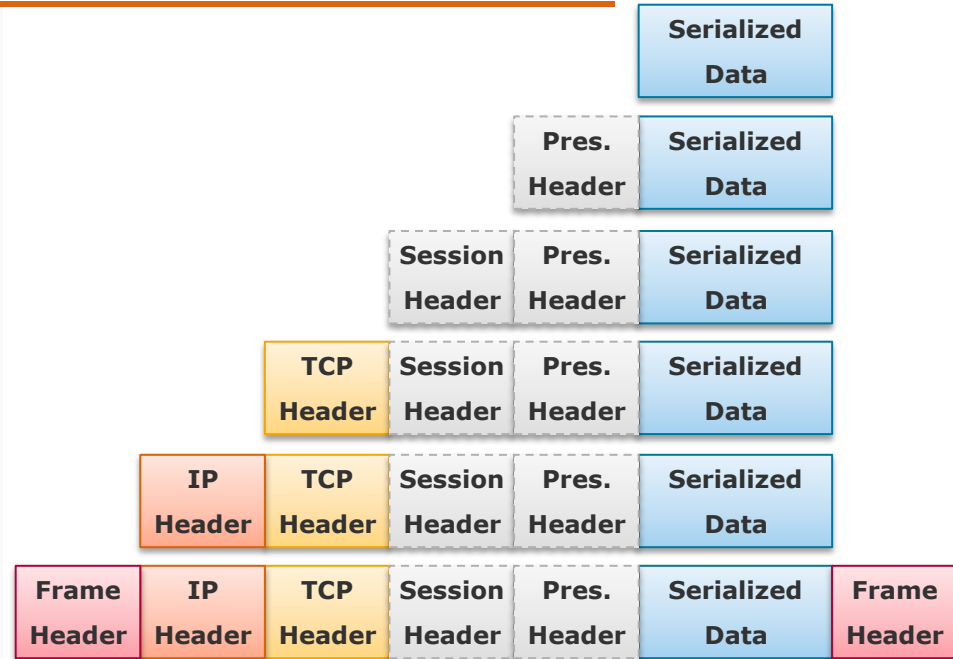 Serialized
Data
Pres. Serialized
Header Data
Session Pres. Serialized
Header Header Data
TCP Session Pres. Serialized
Header Header Header Data
IP TCP Session Pres. Serialized
Header Header Header Header Data
Frame IP TCP Session Pres. Serialized Frame
Header Header Header Header Header Data Header